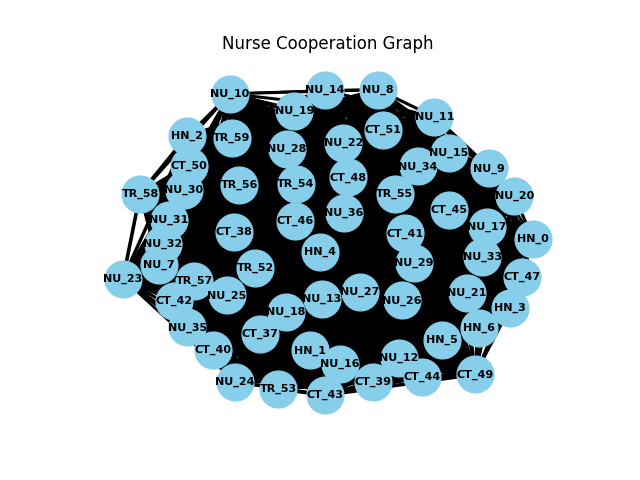 Nurse Cooperation Graph
NU_10
NU_14
NU_8
NU_19
NU_11
HN_2
TR_59
CT_51
NU_28
NU_22
NU_15
CT_50
NU_34
NU_9
TR_58
NU_30
TR_56
TR_54
CT_48
TR_55
NU_20
NU_31
CT_46
NU_36
CT_45
NU_32
CT_38
CT_41
NU_17
HN_0
NU_7
HN_4
NU_33
NU_23
TR_57
TR_52
NU_29
CT_47
CT_42
NU_25
NU_13
NU_27
NU_26
NU_21
HN_3
NU_35
NU_18
CT_37
HN_6
CT_40
HN_1
NU_16
NU_12
HN_5
NU_24
TR_53
CT_43
CT_39
CT_44
CT_49